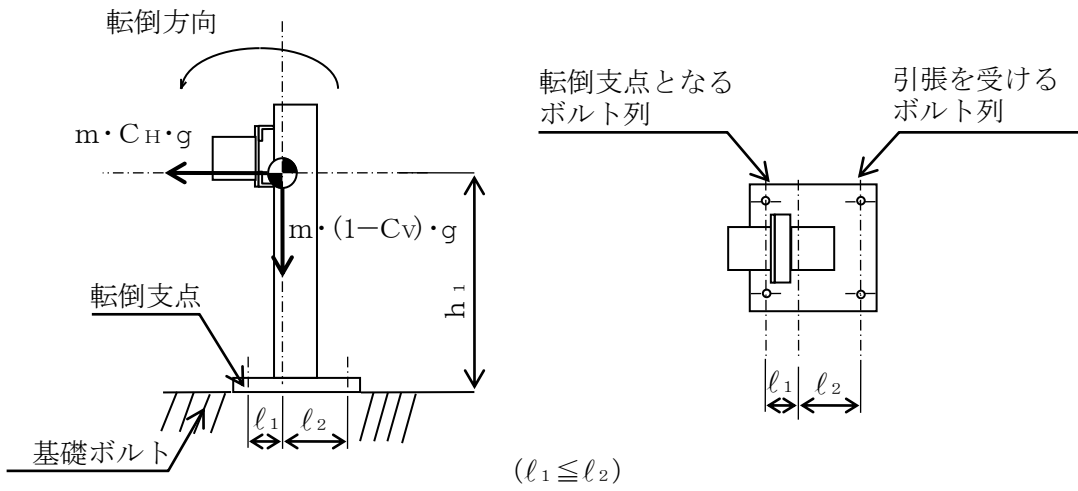 転倒方向
m・CH・g
m・(1－CV)・g
h1
転倒支点
ℓ1
ℓ2
基礎ボルト
(ℓ1≦ℓ2)
転倒支点となる
ボルト列
引張を受ける
ボルト列
ℓ1
ℓ2